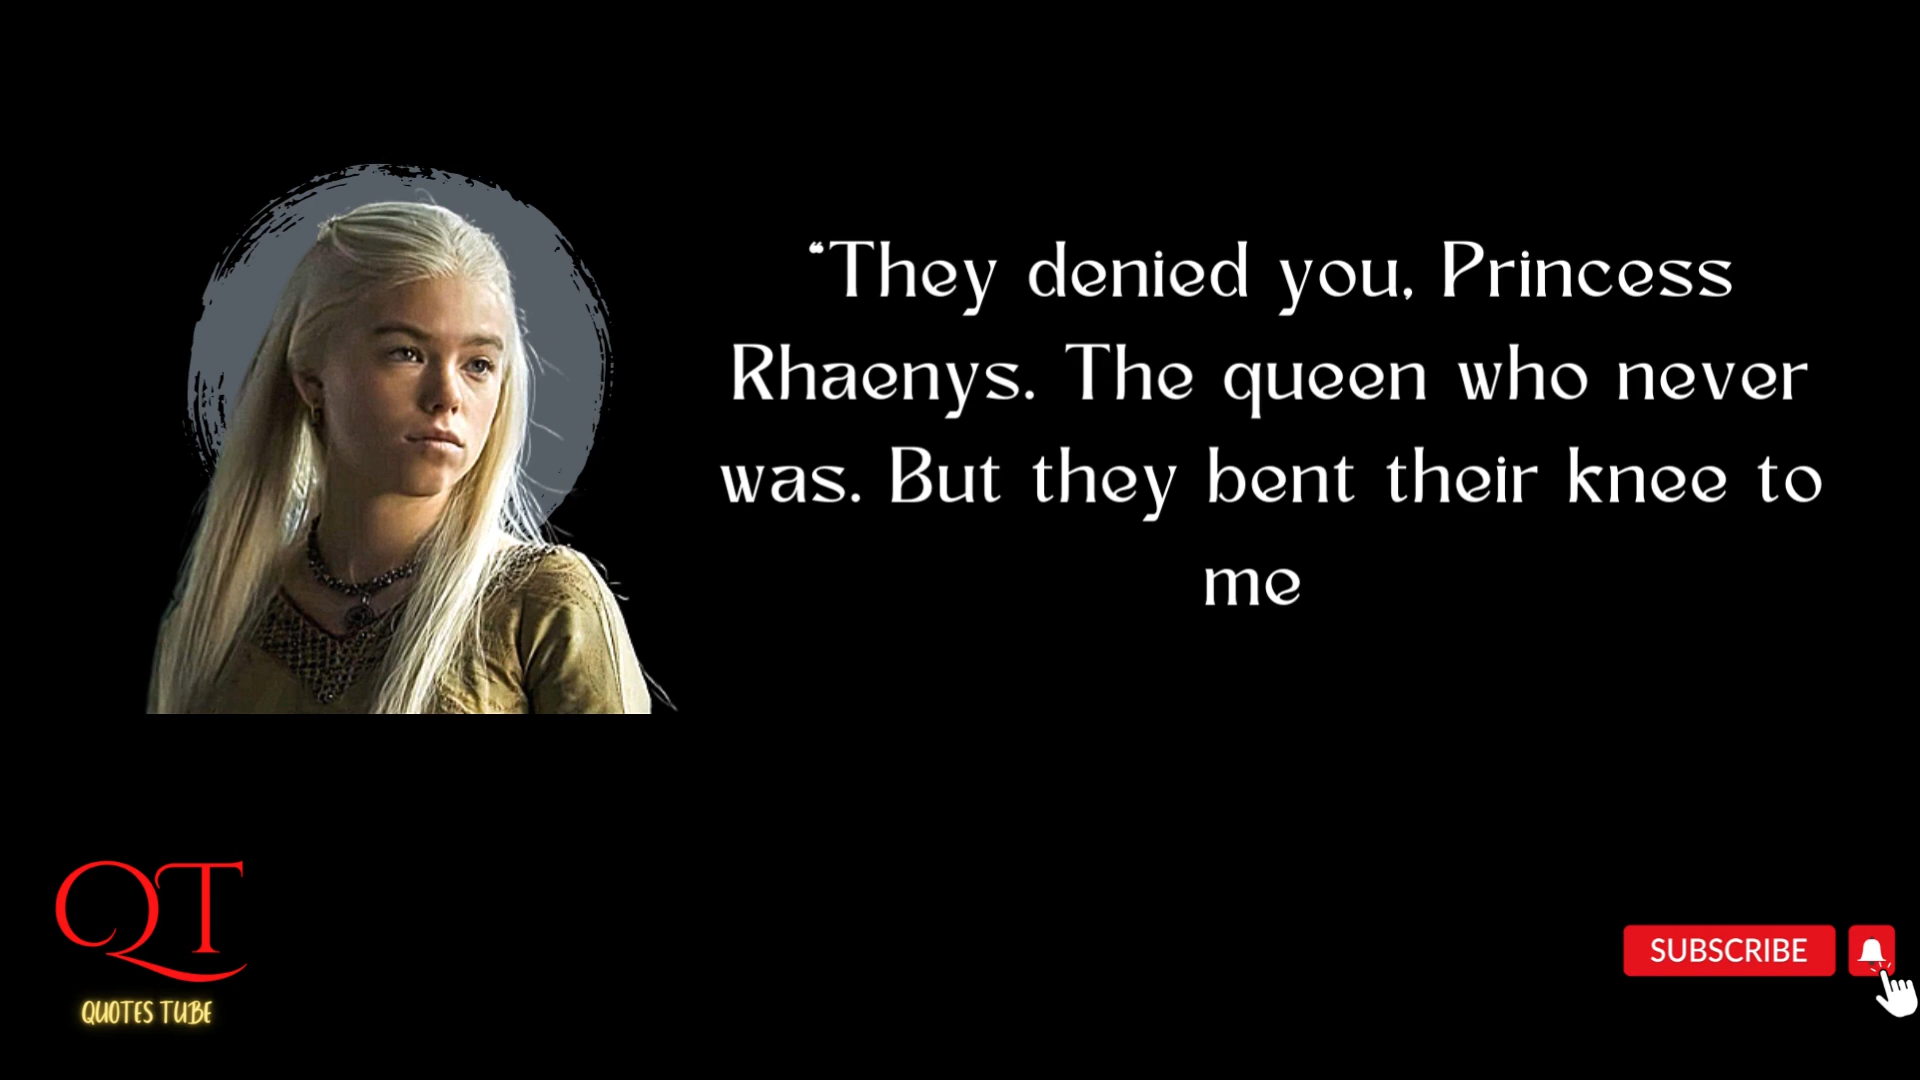 “They denied you, Princess
Rhaenys. The queen who never
was. But they bent their knee to
me
QT
QUOTES TUBE
SUBSCRIBE